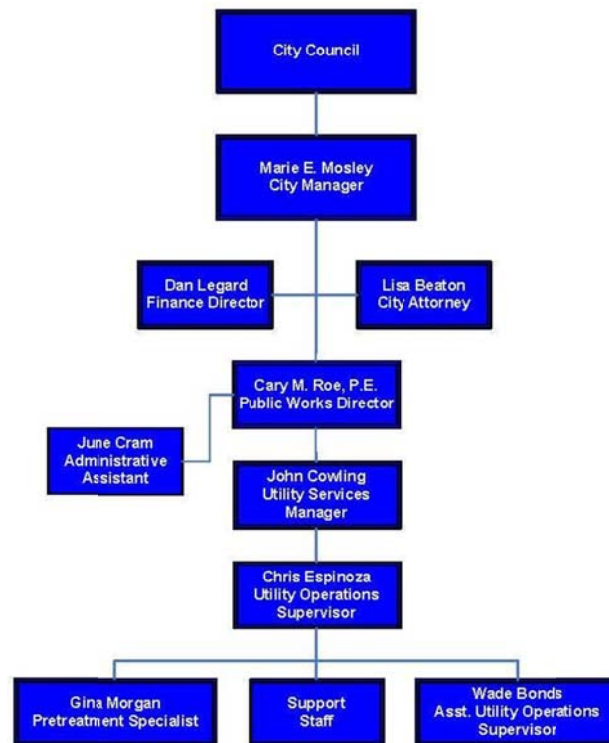 City Council
Marie E. Mosley
City Manager
Dan Legard
Finance Director
Lisa Beaton
City Attorney
Cary M. Roe, P.E.
Public Works Director
June Cram
Administrative
Assistant
John Cowling
Utility Services
Manager
Chris Espinoza
Utility Operations
Supervisor
Gina Morgan
Pretreatment Specialist
Support
Staff
Wade Bonds
Asst. Utility Operations
Supervisor